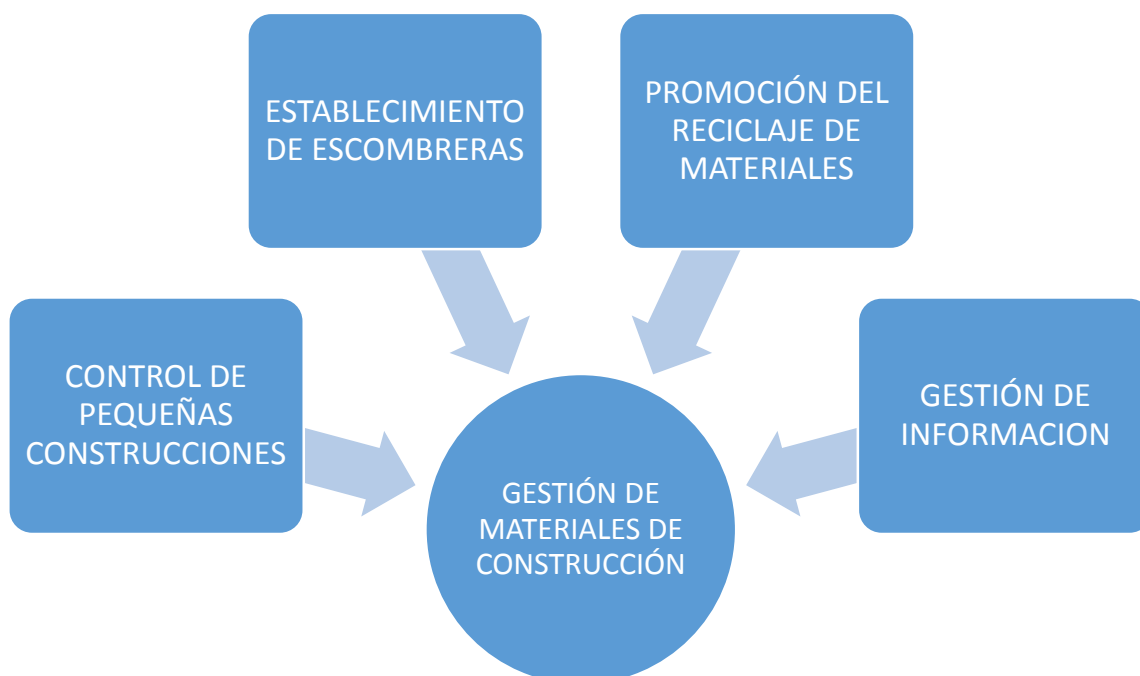 ESTABLECIMIENTO
DE ESCOMBRERAS
PROMOCIÓN DEL
RECICLAJE DE
MATERIALES
CONTROL DE
PEQUEÑAS
CONSTRUCCIONES
GESTIÓN DE
INFORMACION
GESTIÓN DE
MATERIALES DE
CONSTRUCCIÓN